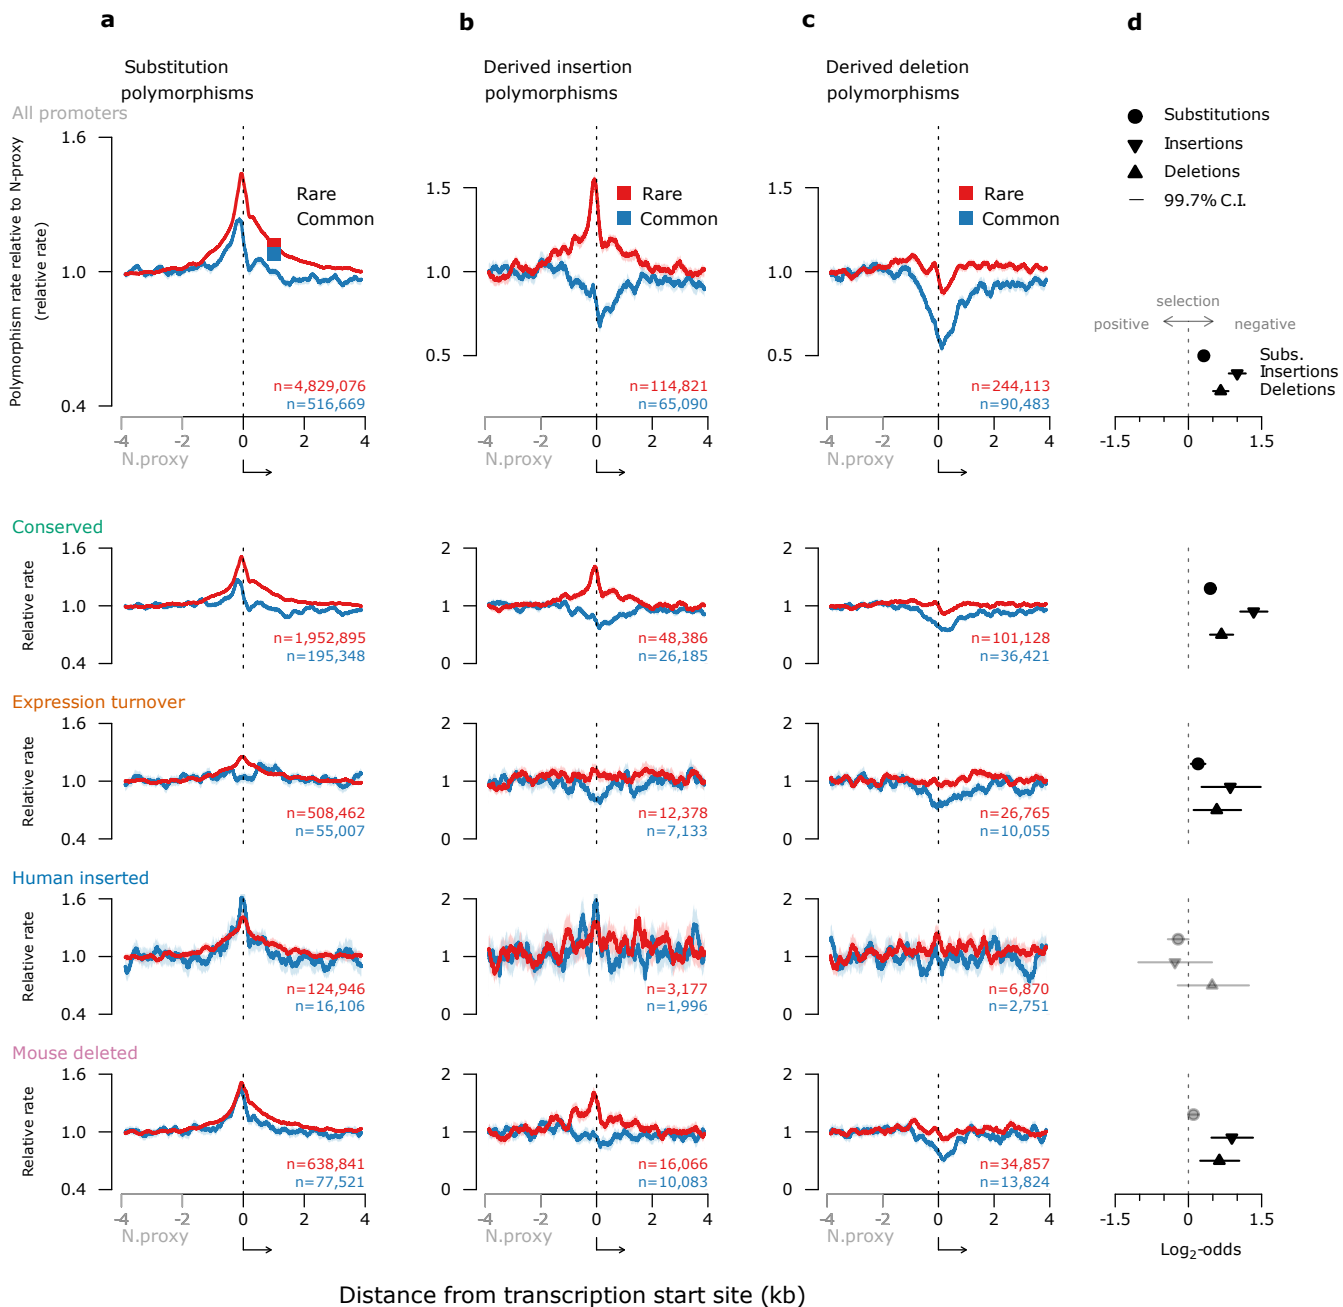 a
b
c
d
Substitution
polymorphisms
Derived insertion
polymorphisms
Derived deletion
polymorphisms
All promoters
Polymorphism rate relative to N-proxy
(relative rate)
1.6
1.0
0.4
Rare
Common
n=4,829,076
n=516,669
-4
-2
0
2
4
N.proxy
1.5
1.0
0.5
Rare
Common
n=114,821
n=65,090
-4
-2
0
2
4
N.proxy
1.5
1.0
0.5
Rare
Common
n=244,113
n=90,483
-4
-2
0
2
4
N.proxy
Substitutions
Insertions
Deletions
99.7% C.I.
selection
positive
negative
Subs.
Insertions
Deletions
-1.5
0
1.5
Conserved
Relative rate
1.6
1.0
0.4
n=1,952,895
n=195,348
2
1
0
n=48,386
n=26,185
2
1
0
n=101,128
n=36,421
Expression turnover
Relative rate
1.6
1.0
0.4
n=508,462
n=55,007
2
1
0
n=12,378
n=7,133
2
1
0
n=26,765
n=10,055
Human inserted
Relative rate
1.6
1.0
0.4
n=124,946
n=16,106
2
1
0
n=3,177
n=1,996
2
1
0
n=6,870
n=2,751
Mouse deleted
Relative rate
1.6
1.0
0.4
n=638,841
n=77,521
-4
-2
0
2
4
N.proxy
2
1
0
n=16,066
n=10,083
-4
-2
0
2
4
N.proxy
2
1
0
n=34,857
n=13,824
-4
-2
0
2
4
N.proxy
-1.5
0
1.5
Log2-odds
Distance from transcription start site (kb)